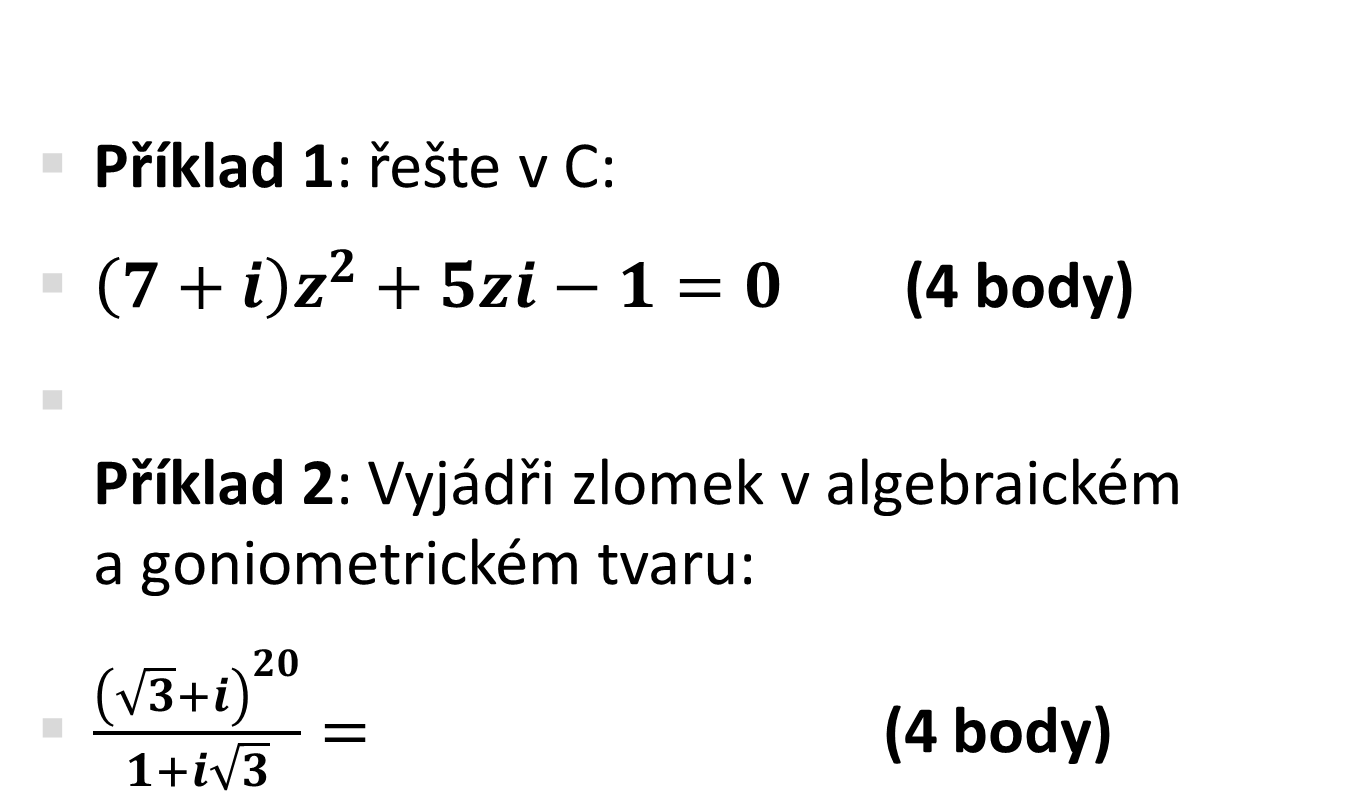 Příklad 1: řešte v C:
(7 + i)z² + 5zi − 1 = 0 (4 body)
Příklad 2: Vyjádři zlomek v algebraickém
a goniometrickém tvaru:
(√3+i)²⁰ / 1+i√3 = (4 body)